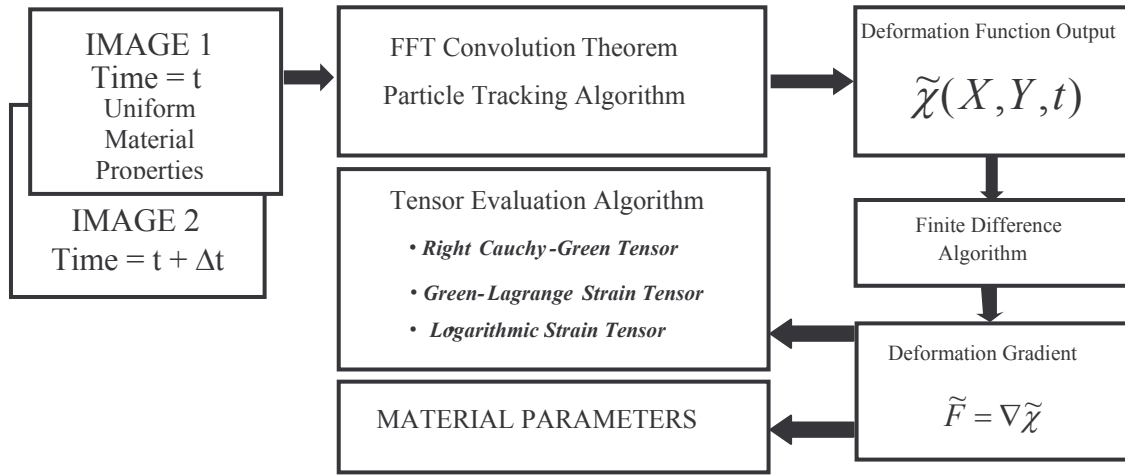 IMAGE 1
Time = t
Uniform
Material
Properties
IMAGE 2
Time = t + Δt
FFT Convolution Theorem
Particle Tracking Algorithm
Deformation Function Output
χ̃(X,Y,t)
Finite Difference
Algorithm
Deformation Gradient
F̃ = ∇χ̃
Tensor Evaluation Algorithm
• Right Cauchy-Green Tensor
• Green-Lagrange Strain Tensor
• Logarithmic Strain Tensor
MATERIAL PARAMETERS